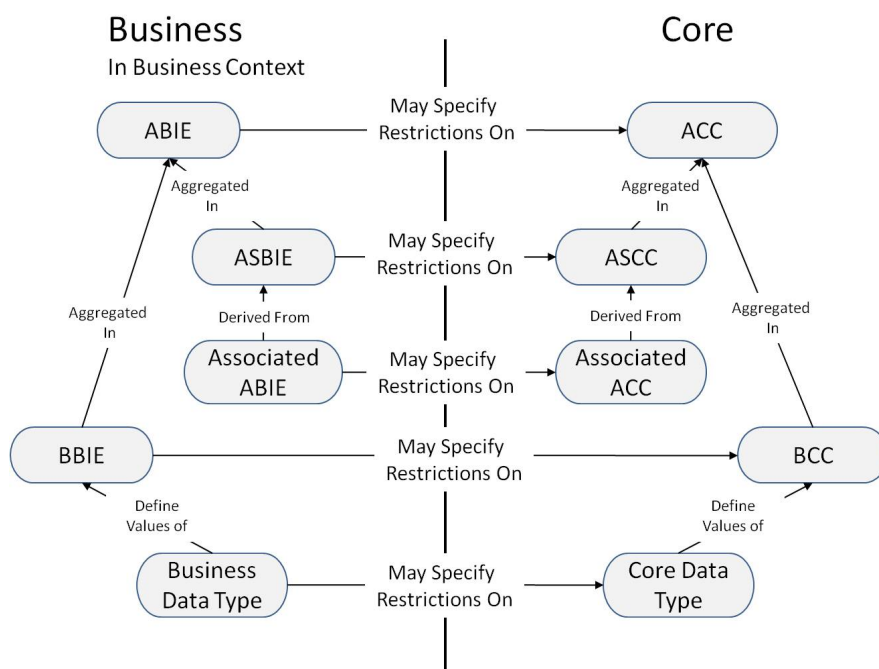 Business
In Business Context
Core
ABIE
May Specify
Restrictions On
ACC
Aggregated
In
Aggregated
In
ASBIE
May Specify
Restrictions On
ASCC
Aggregated
In
Derived From
Derived From
Aggregated
In
Associated
ABIE
May Specify
Restrictions On
Associated
ACC
BBIE
May Specify
Restrictions On
BCC
Define
Values of
Define
Values of
Business
Data Type
May Specify
Restrictions On
Core Data
Type